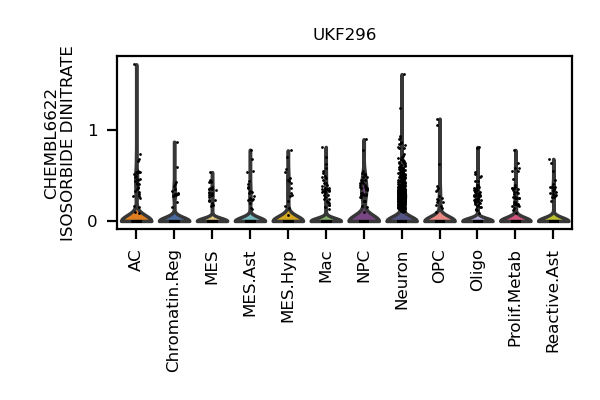 UKF296
CHEMBL6622
ISOSORBIDE DINITRATE
1
0
AC
Chromatin.Reg
MES
MES.Ast
MES.Hyp
Mac
NPC
Neuron
OPC
Oligo
Prolif.Metab
Reactive.Ast